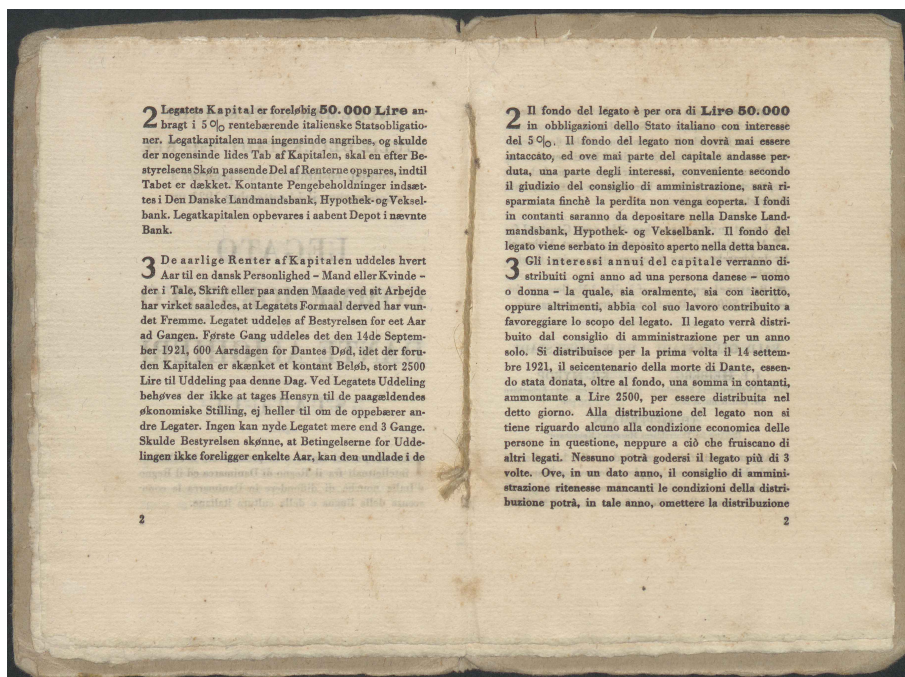 2 Legatets Kapital er foreløbig 50.000 Lire an-
bragt i 5 % rentebærende italienske Statsobligatio-
ner. Legatkapitalen maa ingensinde angribes, og skulde
der nogensinde lides Tab af Kapitalen, skal en efter Be-
styrelsens Skøn passende Del af Renterne opspares, indtil
Tabet er dækket. Kontante Pengebeholdninger indsæt-
tes i Den Danske Landmandsbank, Hypothek- og Veksel-
bank. Legatkapitalen opbevares i aabent Depot i nævnte
Bank.
3 De aarlige Renter af Kapitalen uddeles hvert
Aar til en dansk Personlighed – Mand eller Kvinde –
der i Tale, Skrift eller paa anden Maade ved sit Arbejde
har virket saaledes, at Legatets Formaal derved har vun-
det Fremme. Legatet uddeles af Bestyrelsen for eet Aar
ad Gangen. Første Gang uddeles det den 14de Septem-
ber 1921, 600 Aarsdagen for Dantes Død, idet der foru-
den Kapitalen er skænket et kontant Beløb, stort 2500
Lire til Uddeling paa denne Dag. Ved Legatets Uddeling
behøves der ikke at tages Hensyn til de paagældendes
økonomiske Stilling, ej heller til om de oppebærer an-
dre Legater. Ingen kan nyde Legatet mere end 3 Gange.
Skulde Bestyrelsen skønne, at Betingelserne for Udde-
lingen ikke foreligger enkelte Aar, kan den undlade i de
2
2 Il fondo del legato è per ora di Lire 50.000
in obbligazioni dello Stato italiano con interesse
del 5 %. Il fondo del legato non dovrà mai essere
intaccato, ed ove mai parte del capitale andasse per-
duta, una parte degli interessi, conveniente secondo
il giudizio del consiglio di amministrazione, sarà ri-
sparmiata finchè la perdita non venga coperta. I fondi
in contanti saranno da depositare nella Danske Land-
mandsbank, Hypothek- og Vekselbank. Il fondo del
legato viene serbato in deposito aperto nella detta banca.
3 Gli interessi annui del capitale verranno di-
stribuiti ogni anno ad una persona danese – uomo
o donna – la quale, sia oralmente, sia con iscritto,
oppure altrimenti, abbia col suo lavoro contribuito a
favoreggiare lo scopo del legato. Il legato verrà distri-
buito dal consiglio di amministrazione per un anno
solo. Si distribuisce per la prima volta il 14 settem-
bre 1921, il seicentenario della morte di Dante, essen-
do stata donata, oltre al fondo, una somma in contanti,
ammontante a Lire 2500, per essere distribuita nel
detto giorno. Alla distribuzione del legato non si
tiene riguardo alcuno alla condizione economica delle
persone in questione, neppure a ciò che fruiscano di
altri legati. Nessuno potrà godersi il legato più di 3
volte. Ove, in un dato anno, il consiglio di ammini-
strazione ritenesse mancanti le condizioni della distri-
buzione potrà, in tale anno, omettere la distribuzione
2